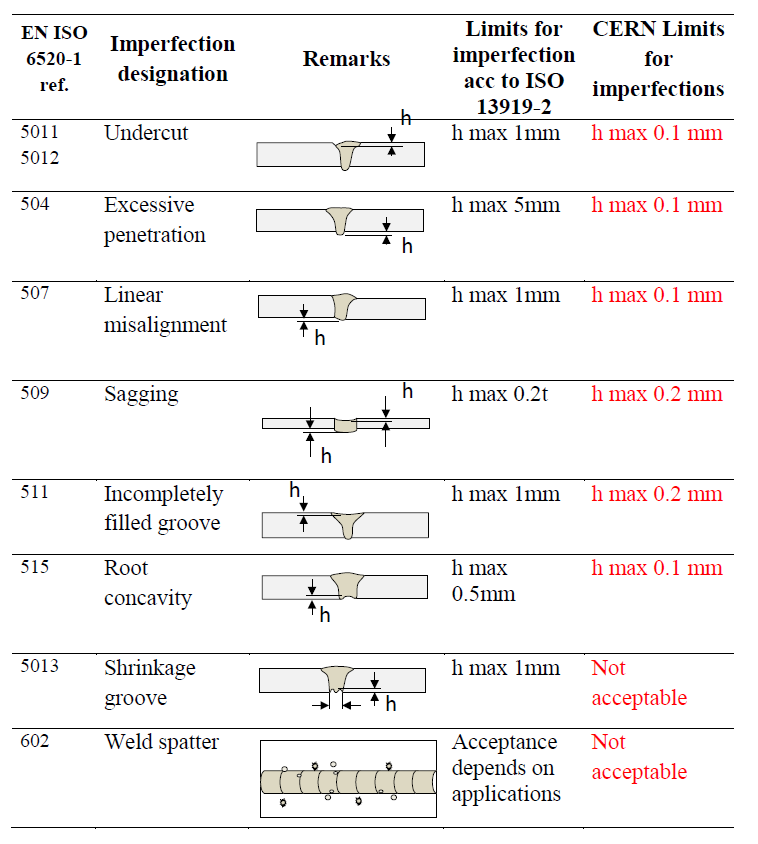 EN ISO
6520-1
ref.
Imperfection
designation
Remarks
Limits for
imperfection
acc to ISO
13919-2
CERN Limits
for
imperfections
5011
5012
Undercut
h
h max 1mm
h max 0.1 mm
504
Excessive
penetration
h
h max 5mm
h max 0.1 mm
507
Linear
misalignment
h
h max 1mm
h max 0.1 mm
509
Sagging
h
h
h max 0.2t
h max 0.2 mm
511
Incompletely
filled groove
h
h max 1mm
h max 0.2 mm
515
Root
concavity
h
h max
0.5mm
h max 0.1 mm
5013
Shrinkage
groove
h
h max 1mm
Not
acceptable
602
Weld spatter
Acceptance
depends on
applications
Not
acceptable